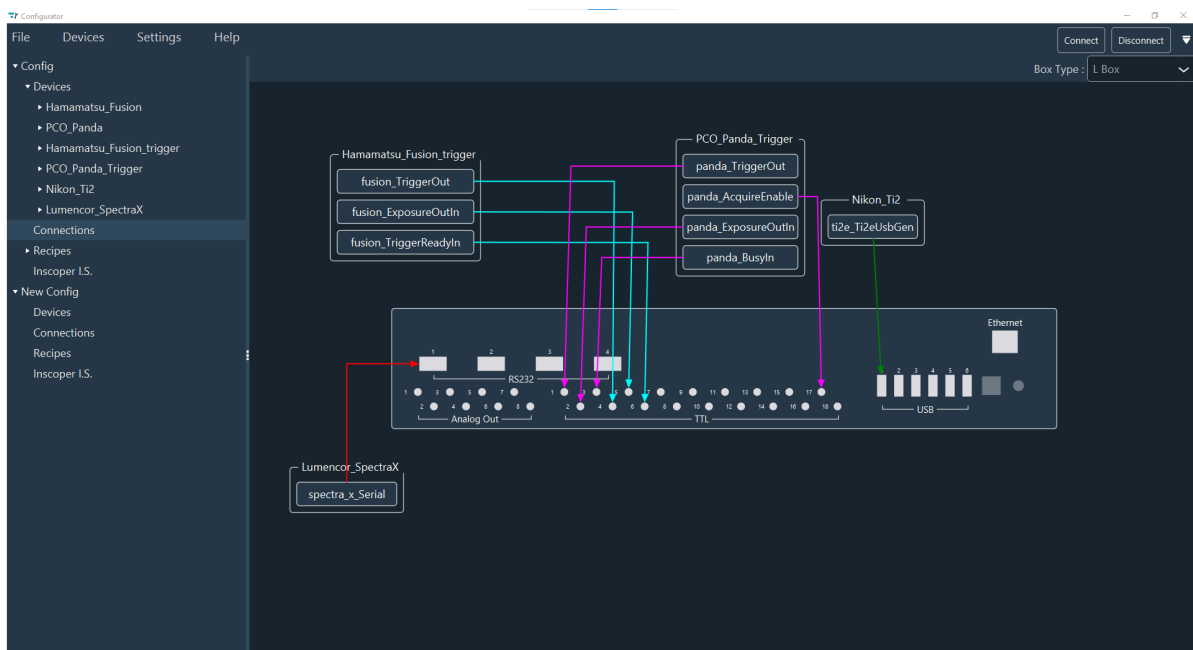 Configurator
File Devices Settings Help
Connect Disconnect
Box Type : L Box
Config
Devices
Hamamatsu_Fusion
PCO_Panda
Hamamatsu_Fusion_trigger
PCO_Panda_Trigger
Nikon_Ti2
Lumencor_SpectraX
Connections
Recipes
Inscoper I.S.
New Config
Devices
Connections
Recipes
Inscoper I.S.
Hamamatsu_Fusion_trigger
fusion_TriggerOut
fusion_ExposureOutIn
fusion_TriggerReadyIn
PCO_Panda_Trigger
panda_TriggerOut
panda_AcquireEnable
panda_ExposureOutIn
panda_BusyIn
Nikon_Ti2
ti2e_Ti2eUsbGen
Ethernet
1 2 3 4
RS232
1 3 5 7
2 4 6 8
Analog Out
1 3 5 7 9 11 13 15 17
2 4 6 8 10 12 14 16 18
TTL
2 3 4 5 6
USB
Lumencor_SpectraX
spectra_x_Serial